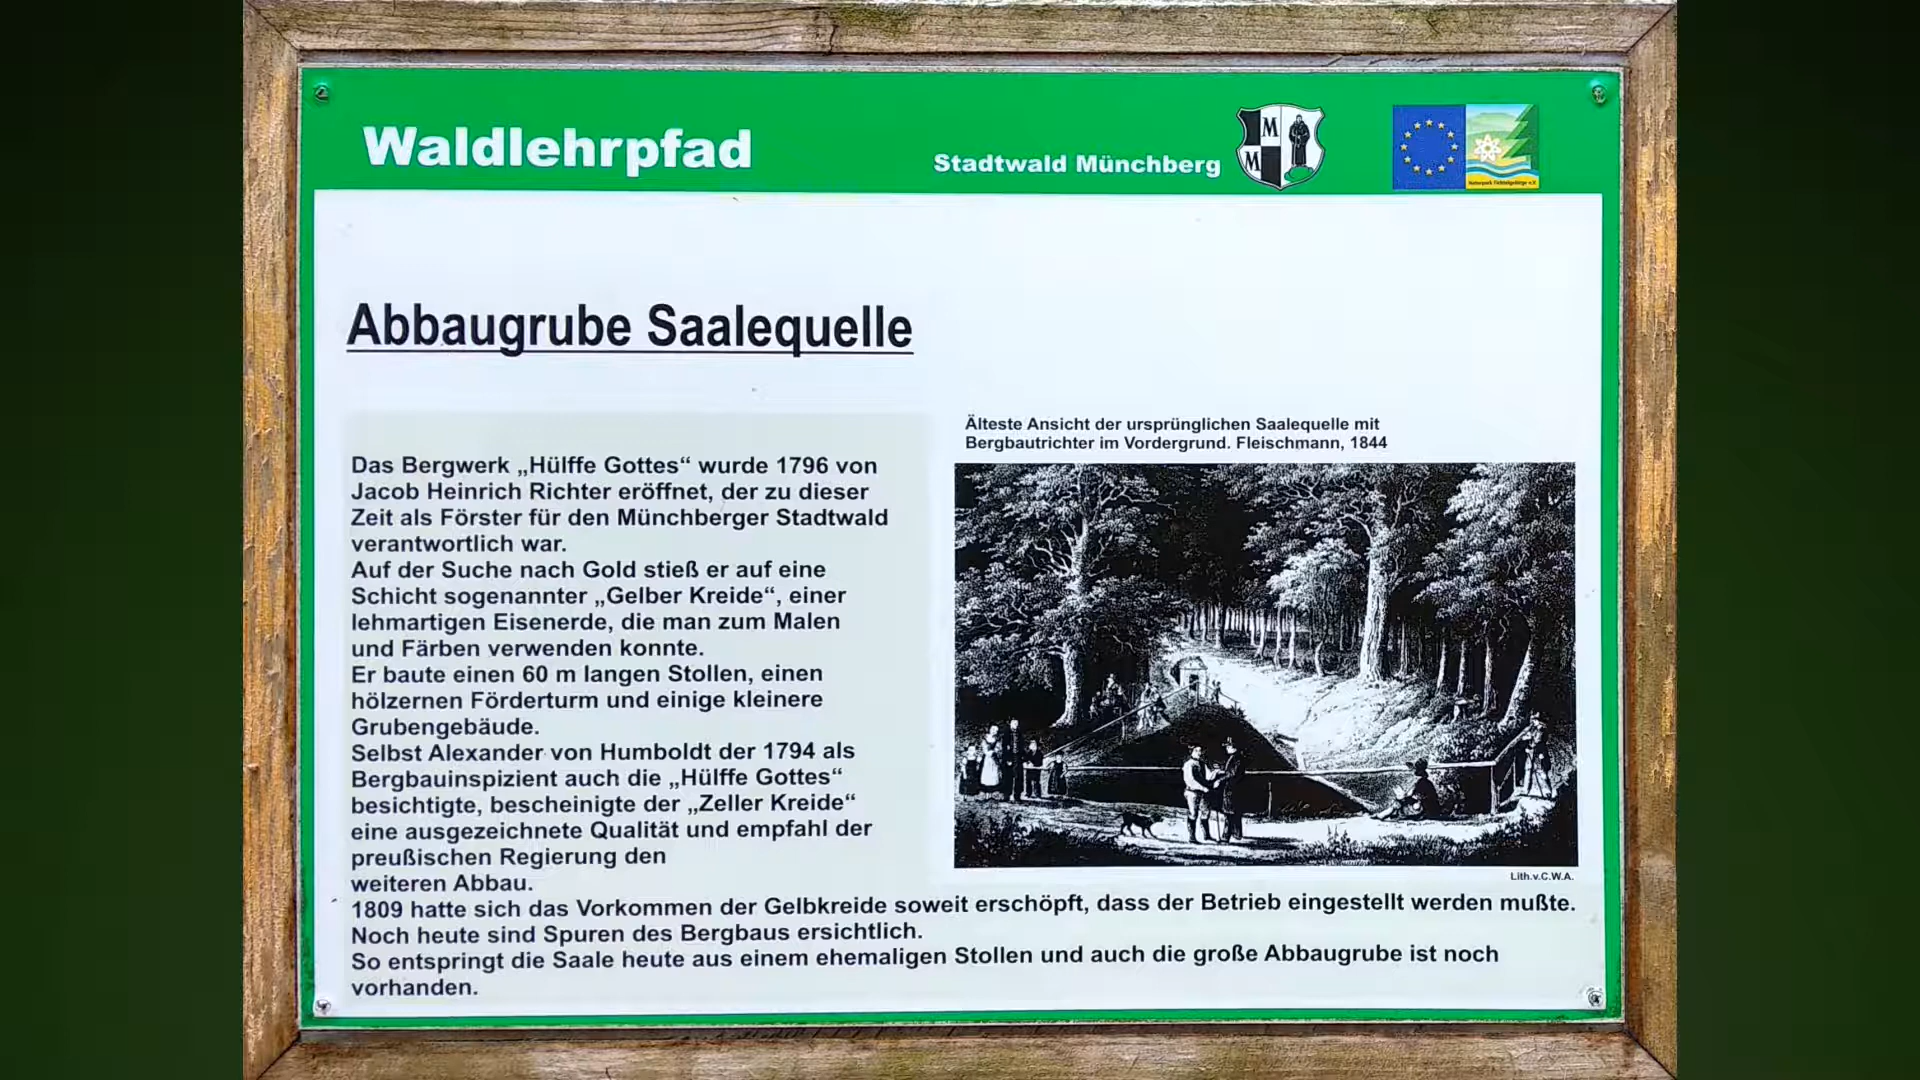 Waldlehrpfad
Stadtwald Münchberg
M
M
Naturpark Fichtelgebirge e.V.
Abbaugrube Saalequelle
Älteste Ansicht der ursprünglichen Saalequelle mit
Bergbautrichter im Vordergrund. Fleischmann, 1844
Das Bergwerk „Hülffe Gottes“ wurde 1796 von
Jacob Heinrich Richter eröffnet, der zu dieser
Zeit als Förster für den Münchberger Stadtwald
verantwortlich war.
Auf der Suche nach Gold stieß er auf eine
Schicht sogenannter „Gelber Kreide“, einer
lehmartigen Eisenerde, die man zum Malen
und Färben verwenden konnte.
Er baute einen 60 m langen Stollen, einen
hölzernen Förderturm und einige kleinere
Grubengebäude.
Selbst Alexander von Humboldt der 1794 als
Bergbauinspizient auch die „Hülffe Gottes“
besichtigte, bescheinigte der „Zeller Kreide“
eine ausgezeichnete Qualität und empfahl der
preußischen Regierung den
weiteren Abbau.
Lith.v.C.W.A.
1809 hatte sich das Vorkommen der Gelbkreide soweit erschöpft, dass der Betrieb eingestellt werden mußte.
Noch heute sind Spuren des Bergbaus ersichtlich.
So entspringt die Saale heute aus einem ehemaligen Stollen und auch die große Abbaugrube ist noch
vorhanden.